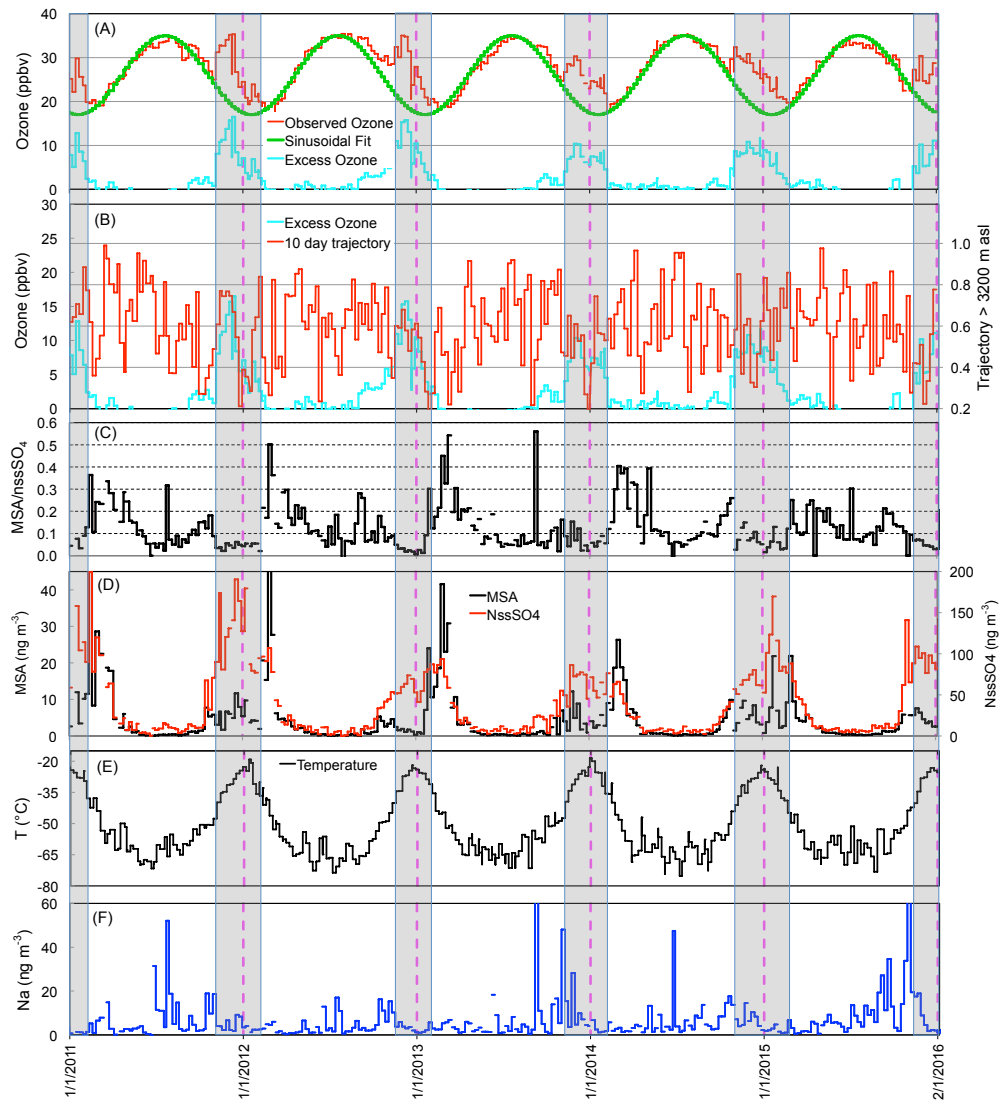 40
30
20
10
0
Ozone (ppbv)
(A)
Observed Ozone
Sinusoidal Fit
Excess Ozone
30
25
20
15
10
5
0
Ozone (ppbv)
(B)
Excess Ozone
10 day trajectory
1.0
0.8
0.6
0.4
0.2
Trajectory > 3200 m asl
0.6
0.5
0.4
0.3
0.2
0.1
0.0
MSA/nssSO4
(C)
40
30
20
10
0
MSA (ng m-3)
(D)
MSA
NssSO4
200
150
100
50
0
NssSO4 (ng m-3)
-20
-35
-50
-65
-80
T (°C)
(E)
Temperature
60
40
20
0
Na (ng m-3)
(F)
1/1/2011
1/1/2012
1/1/2013
1/1/2014
1/1/2015
2/1/2016